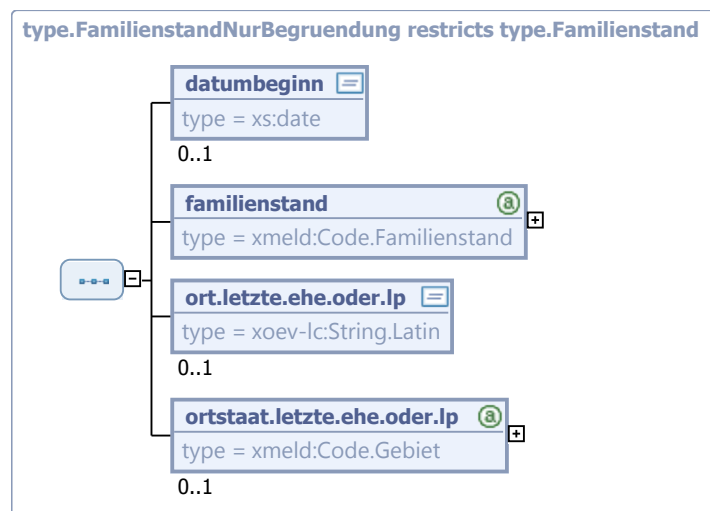 type.FamilienstandNurBegruendung restricts type.Familienstand
datumbeginn
type = xs:date
0..1
familienstand
type = xmeld:Code.Familienstand
ort.letzte.ehe.oder.lp
type = xoev-lc:String.Latin
0..1
ortstaat.letzte.ehe.oder.lp
type = xmeld:Code.Gebiet
0..1